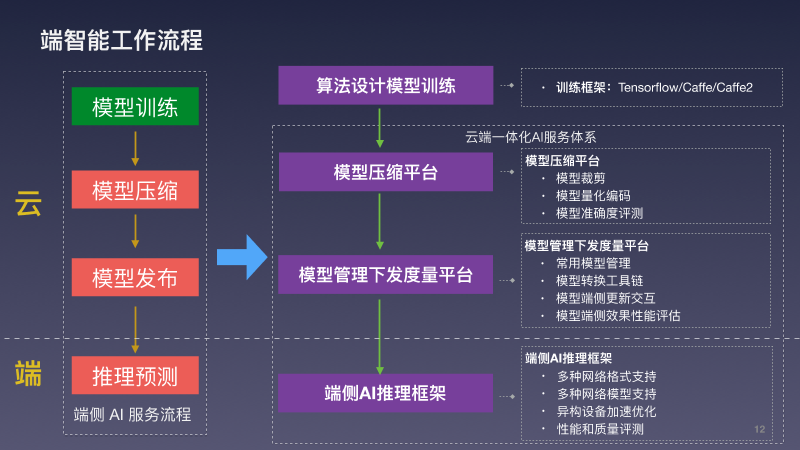 端智能工作流程
云
端
模型训练
模型压缩
模型发布
推理预测
端侧 AI 服务流程
算法设计模型训练
• 训练框架：Tensorflow/Caffe/Caffe2
云端一体化AI服务体系
模型压缩平台
模型压缩平台
• 模型裁剪
• 模型量化编码
• 模型准确度评测
模型管理下发度量平台
模型管理下发度量平台
• 常用模型管理
• 模型转换工具链
• 模型端侧更新交互
• 模型端侧效果性能评估
端侧AI推理框架
端侧AI推理框架
• 多种网络格式支持
• 多种网络模型支持
• 异构设备加速优化
• 性能和质量评测
12